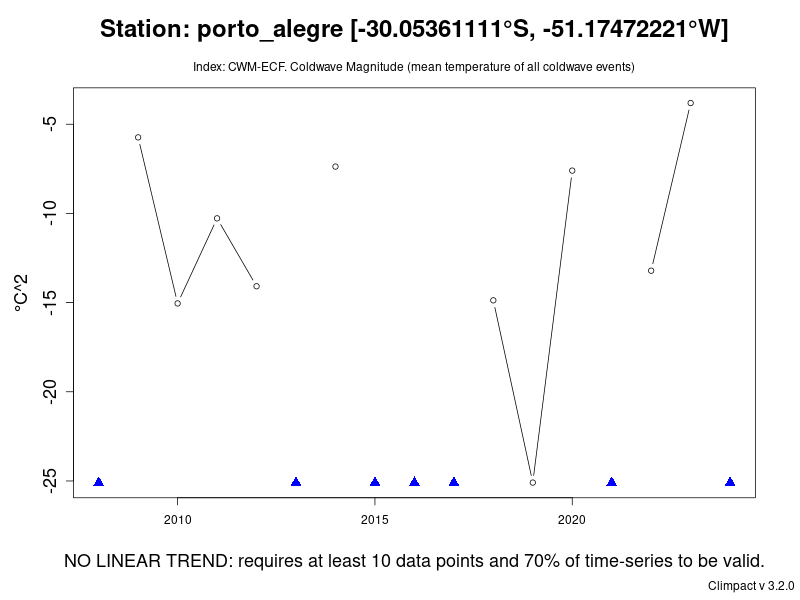 Station: porto_alegre [-30.05361111°S, -51.17472221°W]
Index: CWM-ECF. Coldwave Magnitude (mean temperature of all coldwave events)
-5
-10
-15
-20
-25
°C^2
2010
2015
2020
NO LINEAR TREND: requires at least 10 data points and 70% of time-series to be valid.
Climpact v 3.2.0